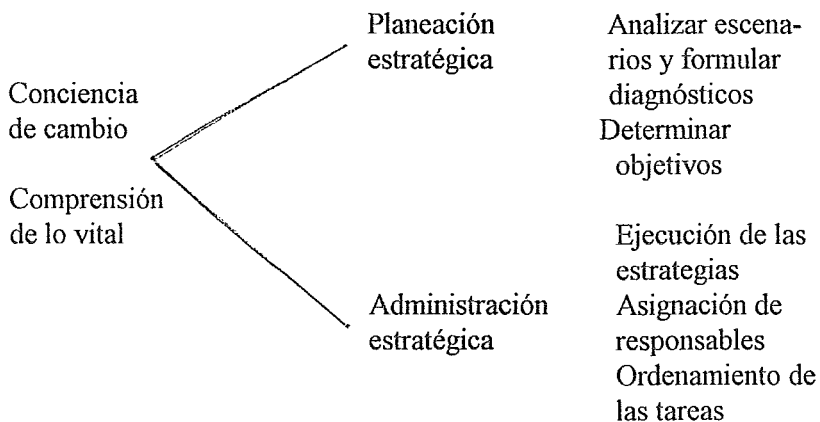 Conciencia
de cambio
Comprensión
de lo vital
Planeación
estratégica
Analizar escena-
rios y formular
diagnósticos
Determinar
objetivos
Administración
estratégica
Ejecución de las
estrategias
Asignación de
responsables
Ordenamiento de
las tareas